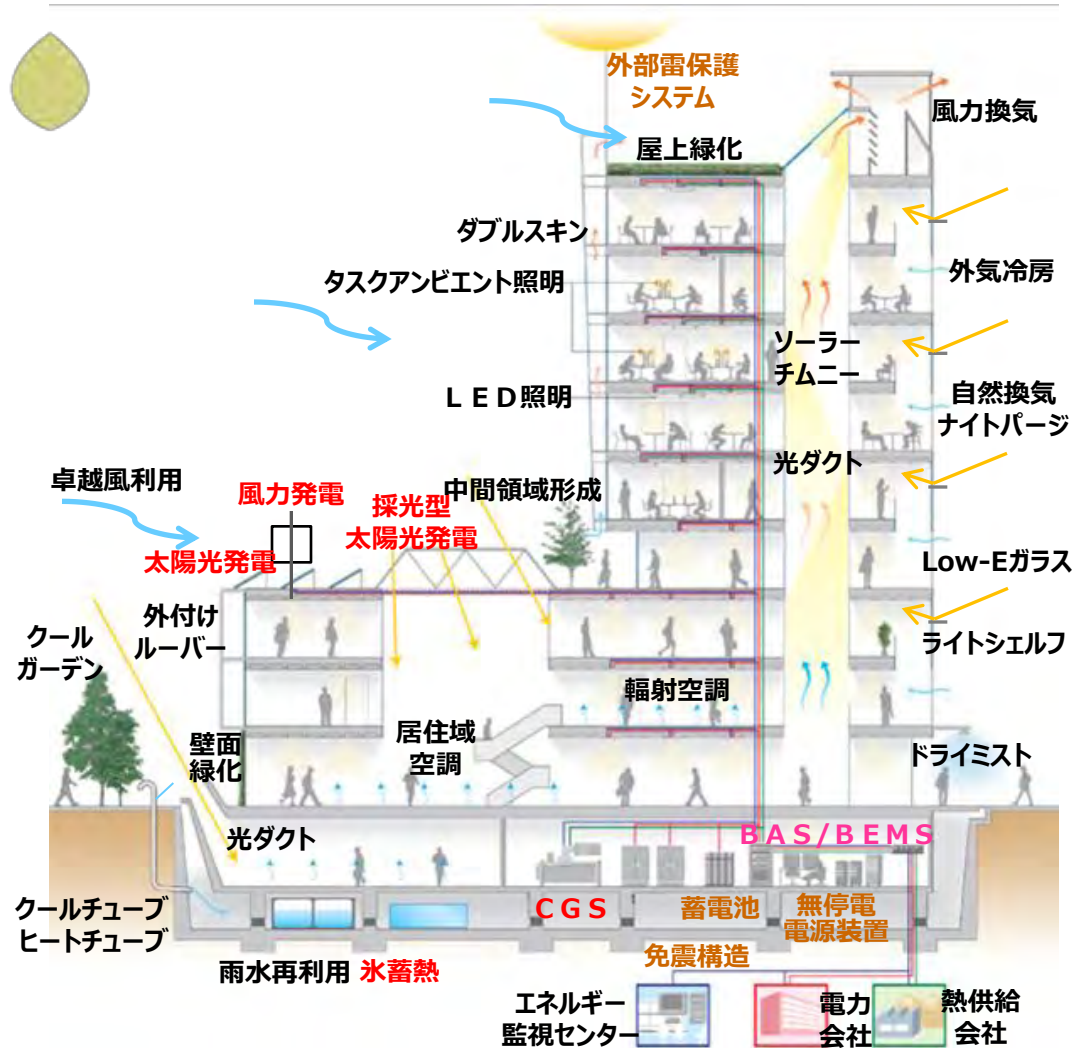 外部雷保護
システム
風力換気
屋上緑化
ダブルスキン
外気冷房
タスクアンビエント照明
ソーラー
チムニー
ＬＥＤ照明
自然換気
ナイトパージ
光ダクト
卓越風利用
風力発電
採光型
太陽光発電
中間領域形成
太陽光発電
Low-Eガラス
外付け
ルーバー
クール
ガーデン
ライトシェルフ
輻射空調
居住域
空調
壁面
緑化
ドライミスト
光ダクト
ＢＡＳ/ＢＥＭＳ
クールチューブ
ヒートチューブ
ＣＧＳ
蓄電池
無停電
電源装置
免震構造
雨水再利用
氷蓄熱
エネルギー
監視センター
電力
会社
熱供給
会社